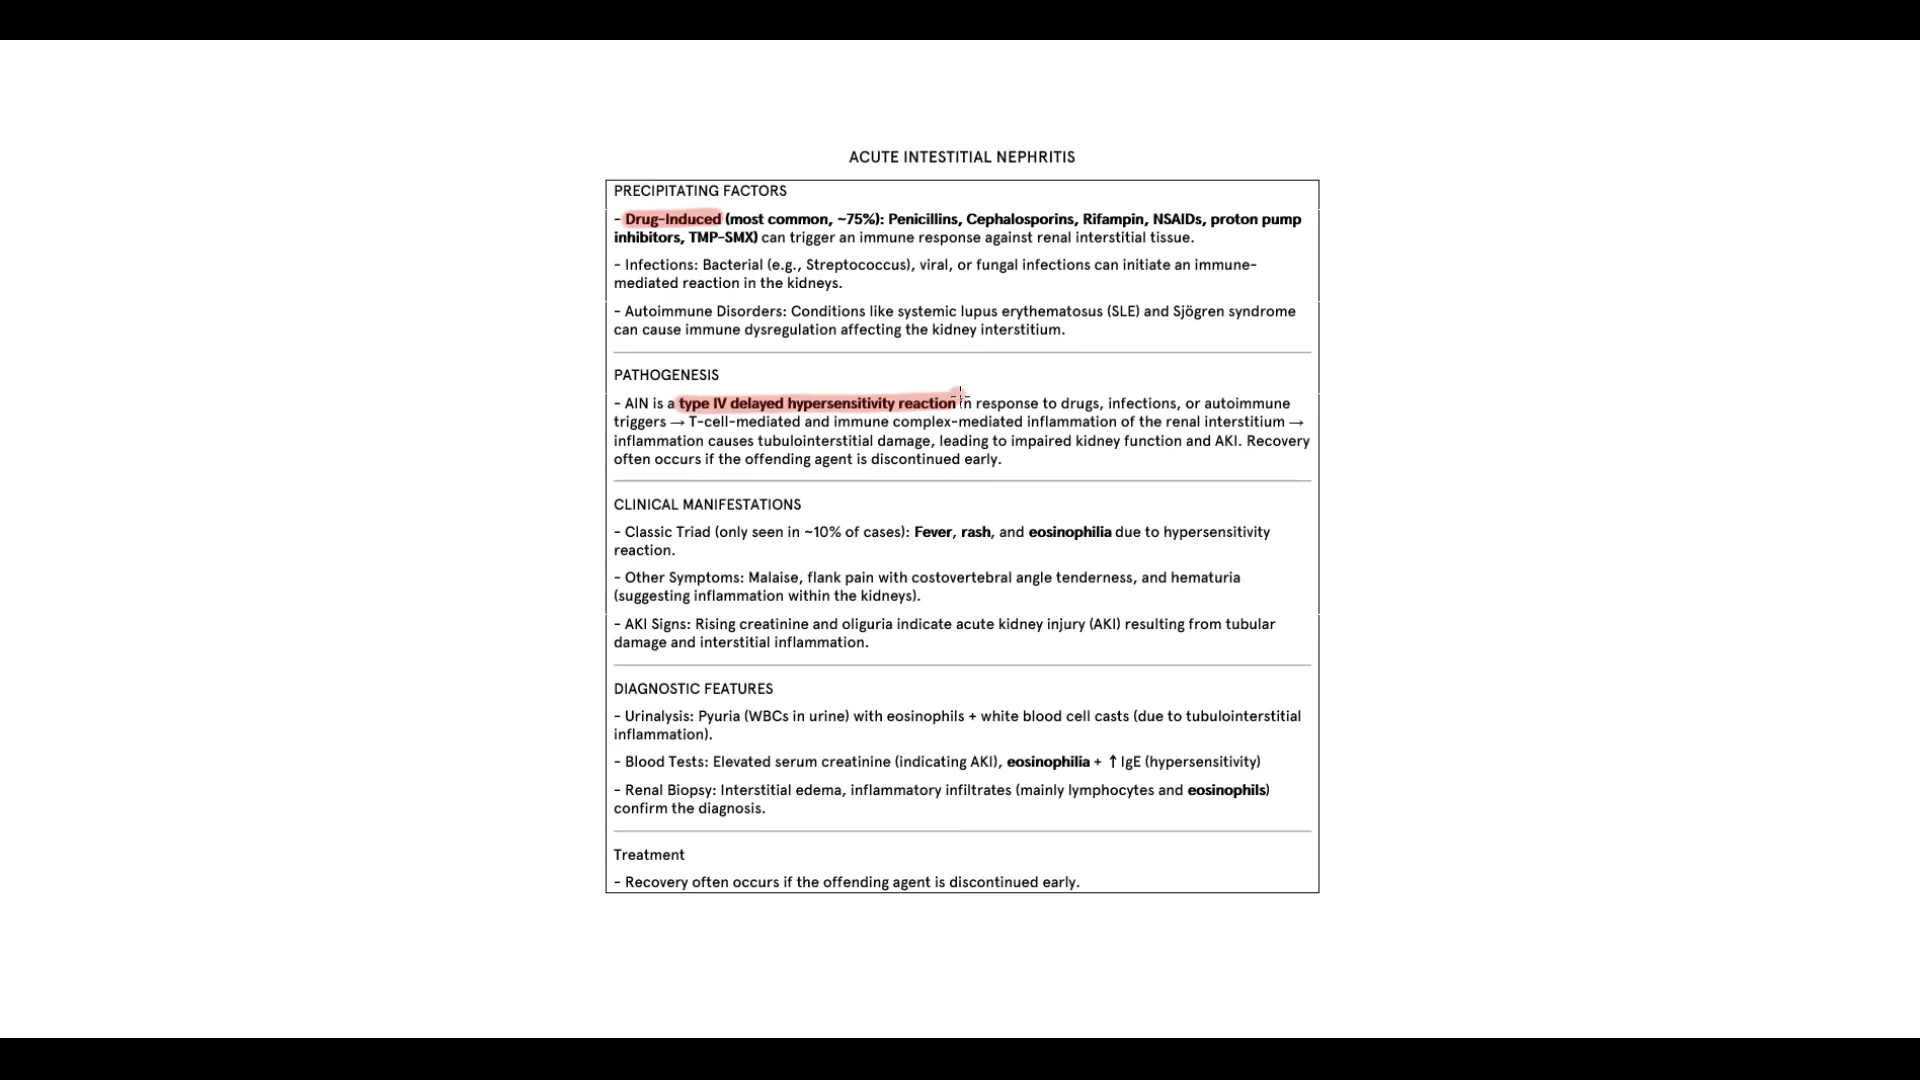 ACUTE INTESTITIAL NEPHRITIS
PRECIPITATING FACTORS
- Drug-Induced (most common, ~75%): Penicillins, Cephalosporins, Rifampin, NSAIDs, proton pump
inhibitors, TMP-SMX) can trigger an immune response against renal interstitial tissue.
- Infections: Bacterial (e.g., Streptococcus), viral, or fungal infections can initiate an immune-
mediated reaction in the kidneys.
- Autoimmune Disorders: Conditions like systemic lupus erythematosus (SLE) and Sjögren syndrome
can cause immune dysregulation affecting the kidney interstitium.
PATHOGENESIS
- AIN is a type IV delayed hypersensitivity reaction in response to drugs, infections, or autoimmune
triggers → T-cell-mediated and immune complex-mediated inflammation of the renal interstitium →
inflammation causes tubulointerstitial damage, leading to impaired kidney function and AKI. Recovery
often occurs if the offending agent is discontinued early.
CLINICAL MANIFESTATIONS
- Classic Triad (only seen in ~10% of cases): Fever, rash, and eosinophilia due to hypersensitivity
reaction.
- Other Symptoms: Malaise, flank pain with costovertebral angle tenderness, and hematuria
(suggesting inflammation within the kidneys).
- AKI Signs: Rising creatinine and oliguria indicate acute kidney injury (AKI) resulting from tubular
damage and interstitial inflammation.
DIAGNOSTIC FEATURES
- Urinalysis: Pyuria (WBCs in urine) with eosinophils + white blood cell casts (due to tubulointerstitial
inflammation).
- Blood Tests: Elevated serum creatinine (indicating AKI), eosinophilia + ↑ IgE (hypersensitivity)
- Renal Biopsy: Interstitial edema, inflammatory infiltrates (mainly lymphocytes and eosinophils)
confirm the diagnosis.
Treatment
- Recovery often occurs if the offending agent is discontinued early.